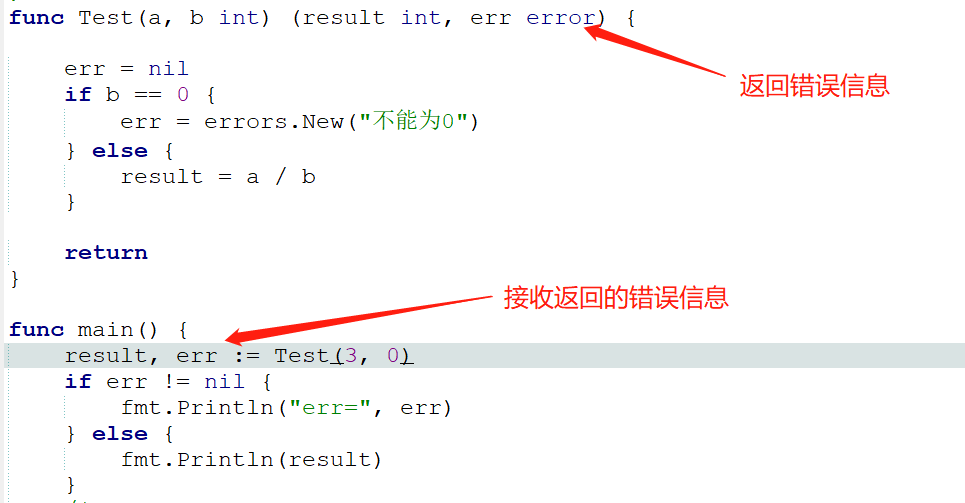 func Test(a, b int) (result int, err error) {
返回错误信息
err = nil
if b == 0 {
err = errors.New("不能为0")
} else {
result = a / b
}
return
}
接收返回的错误信息
func main() {
result, err := Test(3, 0)
if err != nil {
fmt.Println("err=", err)
} else {
fmt.Println(result)
}